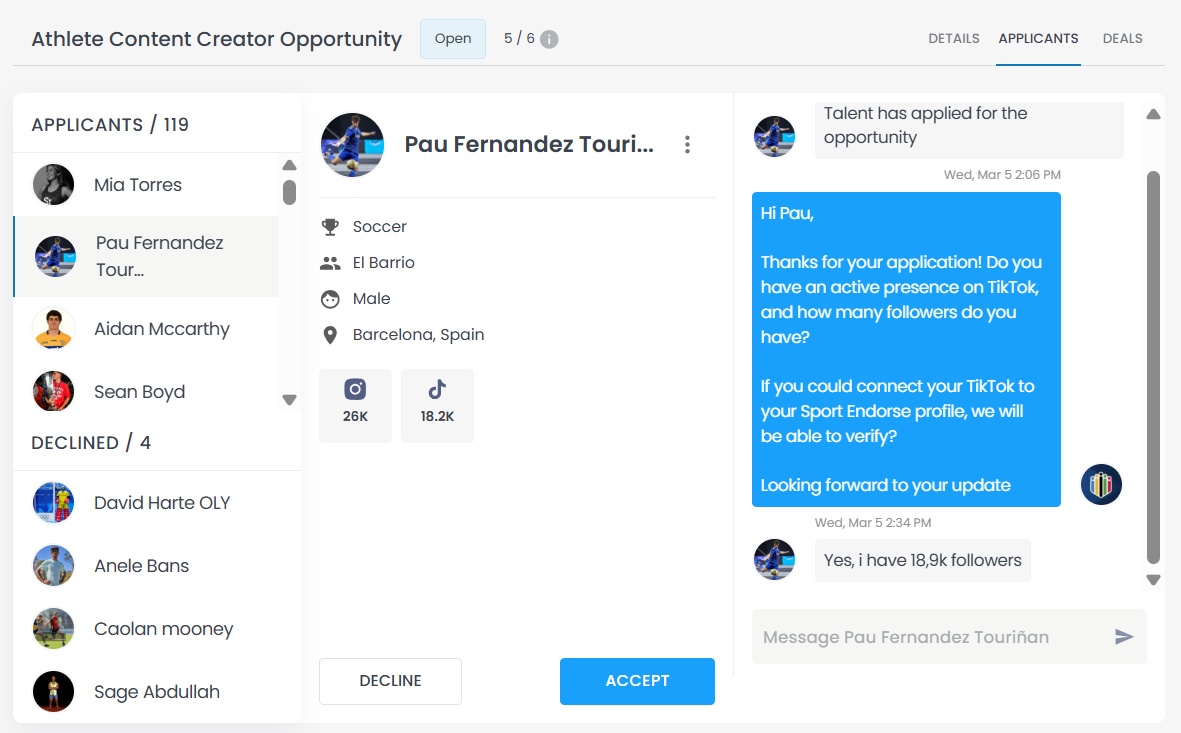 Athlete Content Creator Opportunity
Open
5 / 6
DETAILS
APPLICANTS
DEALS
APPLICANTS / 119
Mia Torres
Pau Fernandez
Tour...
Aidan Mccarthy
Sean Boyd
DECLINED / 4
David Harte OLY
Anele Bans
Caolan mooney
Sage Abdullah
Pau Fernandez Touri...
Soccer
El Barrio
Male
Barcelona, Spain
26K
18.2K
DECLINE
ACCEPT
Talent has applied for the
opportunity
Wed, Mar 5 2:06 PM
Hi Pau,
Thanks for your application! Do you
have an active presence on TikTok,
and how many followers do you
have?
If you could connect your TikTok to
your Sport Endorse profile, we will
be able to verify?
Looking forward to your update
Wed, Mar 5 2:34 PM
Yes, i have 18,9k followers
Message Pau Fernandez Touriñan